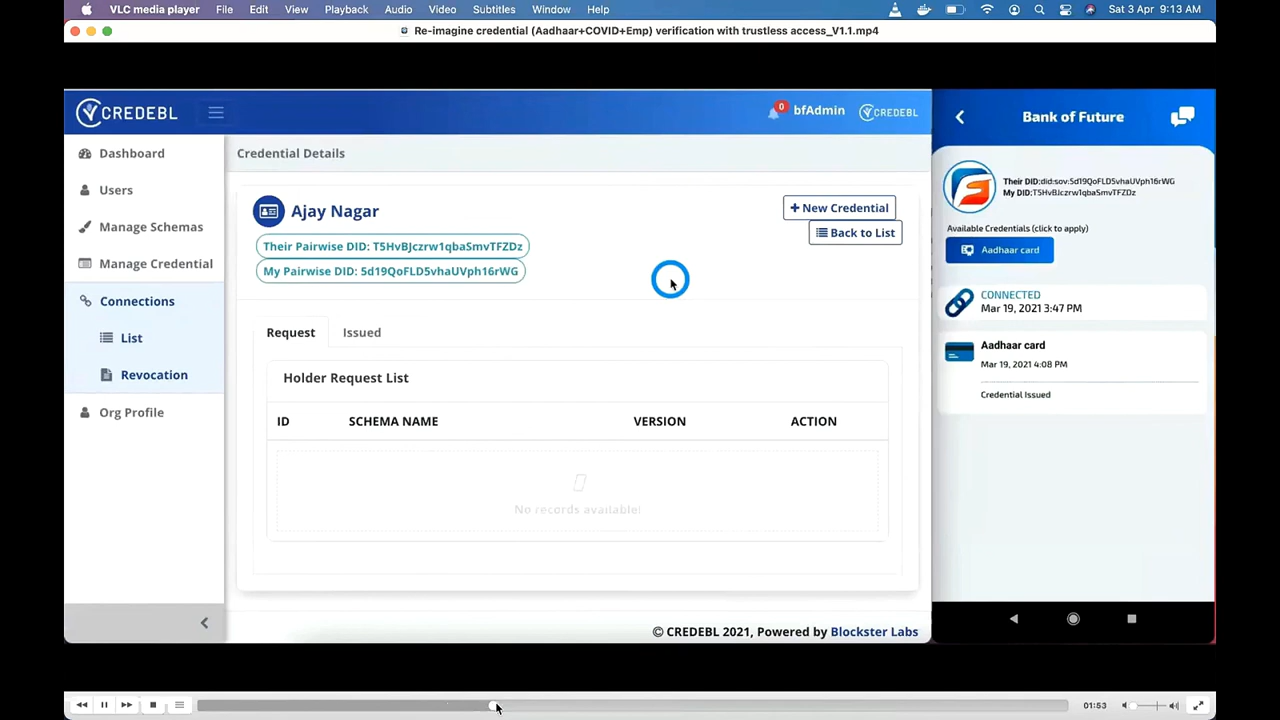 VLC media player File Edit View Playback Audio Video Subtitles Window Help Sat 3 Apr 9:13 AM
Re-imagine credential (Aadhaar+COVID+Emp) verification with trustless access_V1.1.mp4
CREDEBL
0
bfAdmin
CREDEBL
Dashboard
Users
Manage Schemas
Manage Credential
Connections
List
Revocation
Org Profile
Credential Details
Ajay Nagar
+ New Credential
Back to List
Their Pairwise DID: T5HvBJczrw1qbaSmvTFZDz
My Pairwise DID: 5d19QoFLD5vhaUVph16rWG
Request Issued
Holder Request List
ID SCHEMA NAME VERSION ACTION
No records available!
© CREDEBL 2021, Powered by Blockster Labs
Bank of Future
Their DID:did:sov:5d19QoFLD5vhaUVph16rWG
My DID:T5HvBJczrw1qbaSmvTFZDz
Available Credentials (click to apply)
Aadhaar card
CONNECTED
Mar 19, 2021 3:47 PM
Aadhaar card
Mar 19, 2021 4:08 PM
Credential Issued
01:53